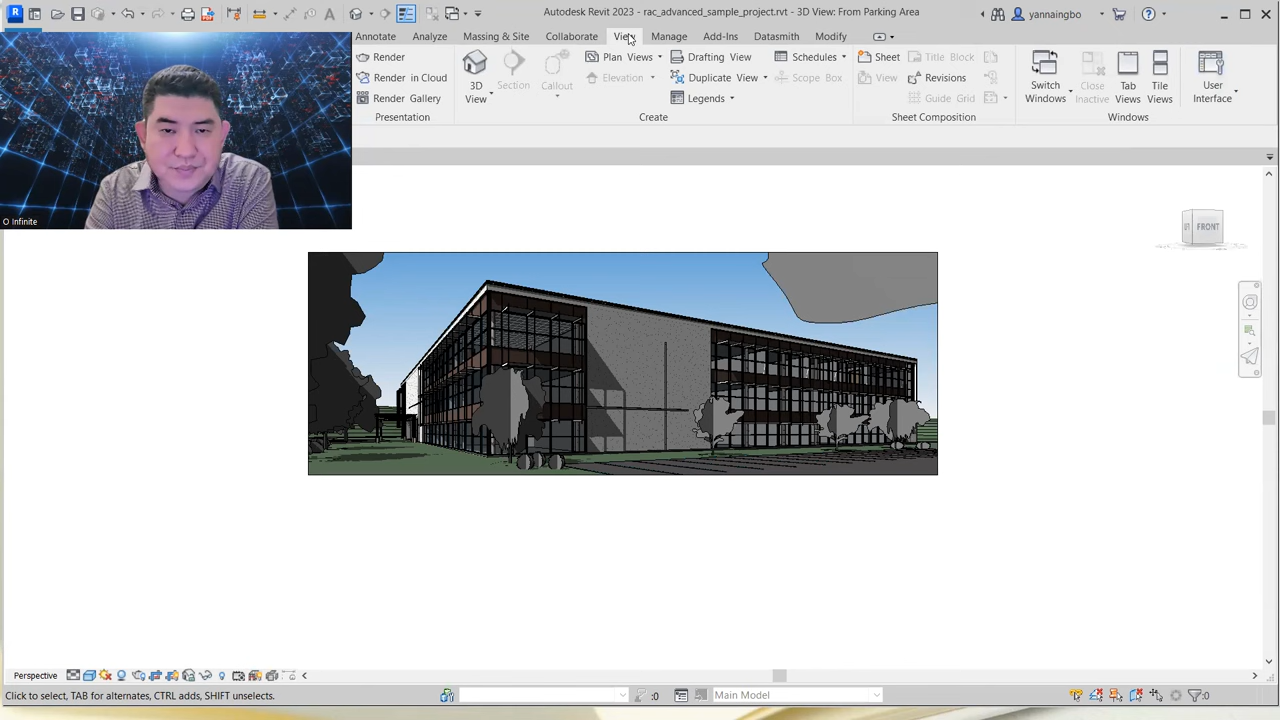 Autodesk Revit 2023 - rac_advanced_sample_project.rvt - 3D View: From Parking Area
yannaingbo
Annotate Analyze Massing & Site Collaborate View Manage Add-Ins Datasmith Modify
Render
Render in Cloud
Render Gallery
Presentation
3D View
Section
Callout
Plan Views
Elevation
Drafting View
Duplicate View
Legends
Schedules
Scope Box
Create
Sheet
View
Title Block
Revisions
Guide Grid
Sheet Composition
Switch Windows
Close Inactive
Tab Views
Tile Views
User Interface
Windows
O Infinite
FRONT
Perspective
Click to select, TAB for alternates, CTRL adds, SHIFT unselects.
:0
Main Model
:0